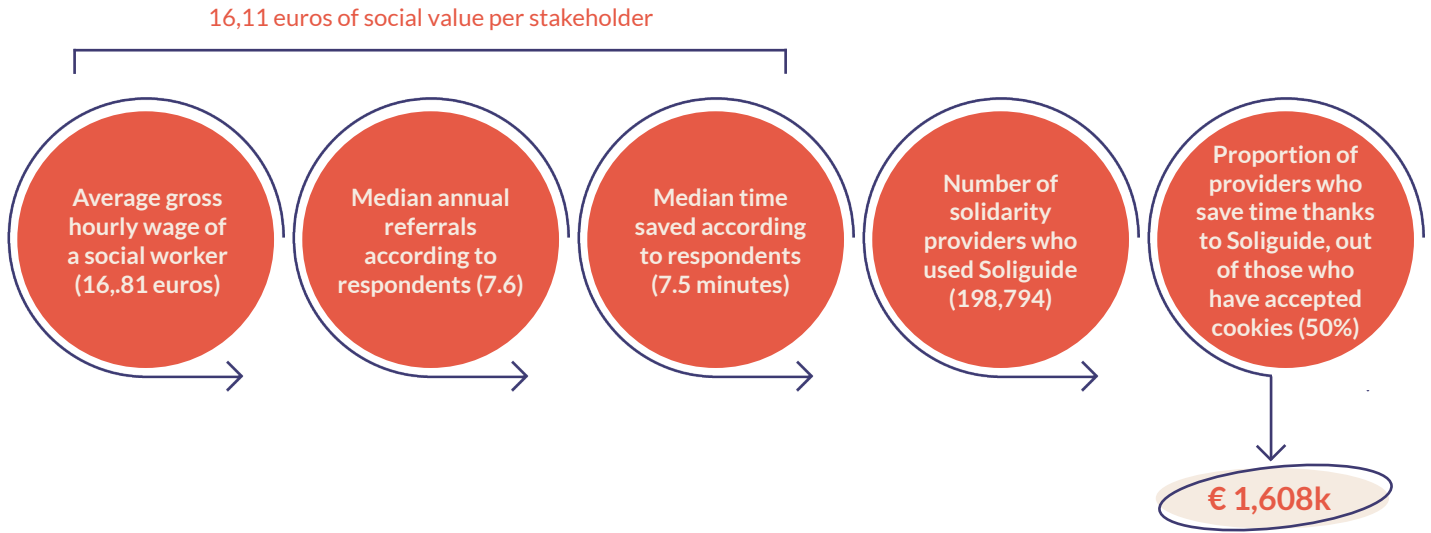 16,11 euros of social value per stakeholder
Average gross
hourly wage of
a social worker
(16,.81 euros)
Median annual
referrals
according to
respondents (7.6)
Median time
saved according
to respondents
(7.5 minutes)
Number of
solidarity
providers who
used Soliguide
(198,794)
Proportion of
providers who
save time thanks
to Soliguide, out
of those who
have accepted
cookies (50%)
€ 1,608k